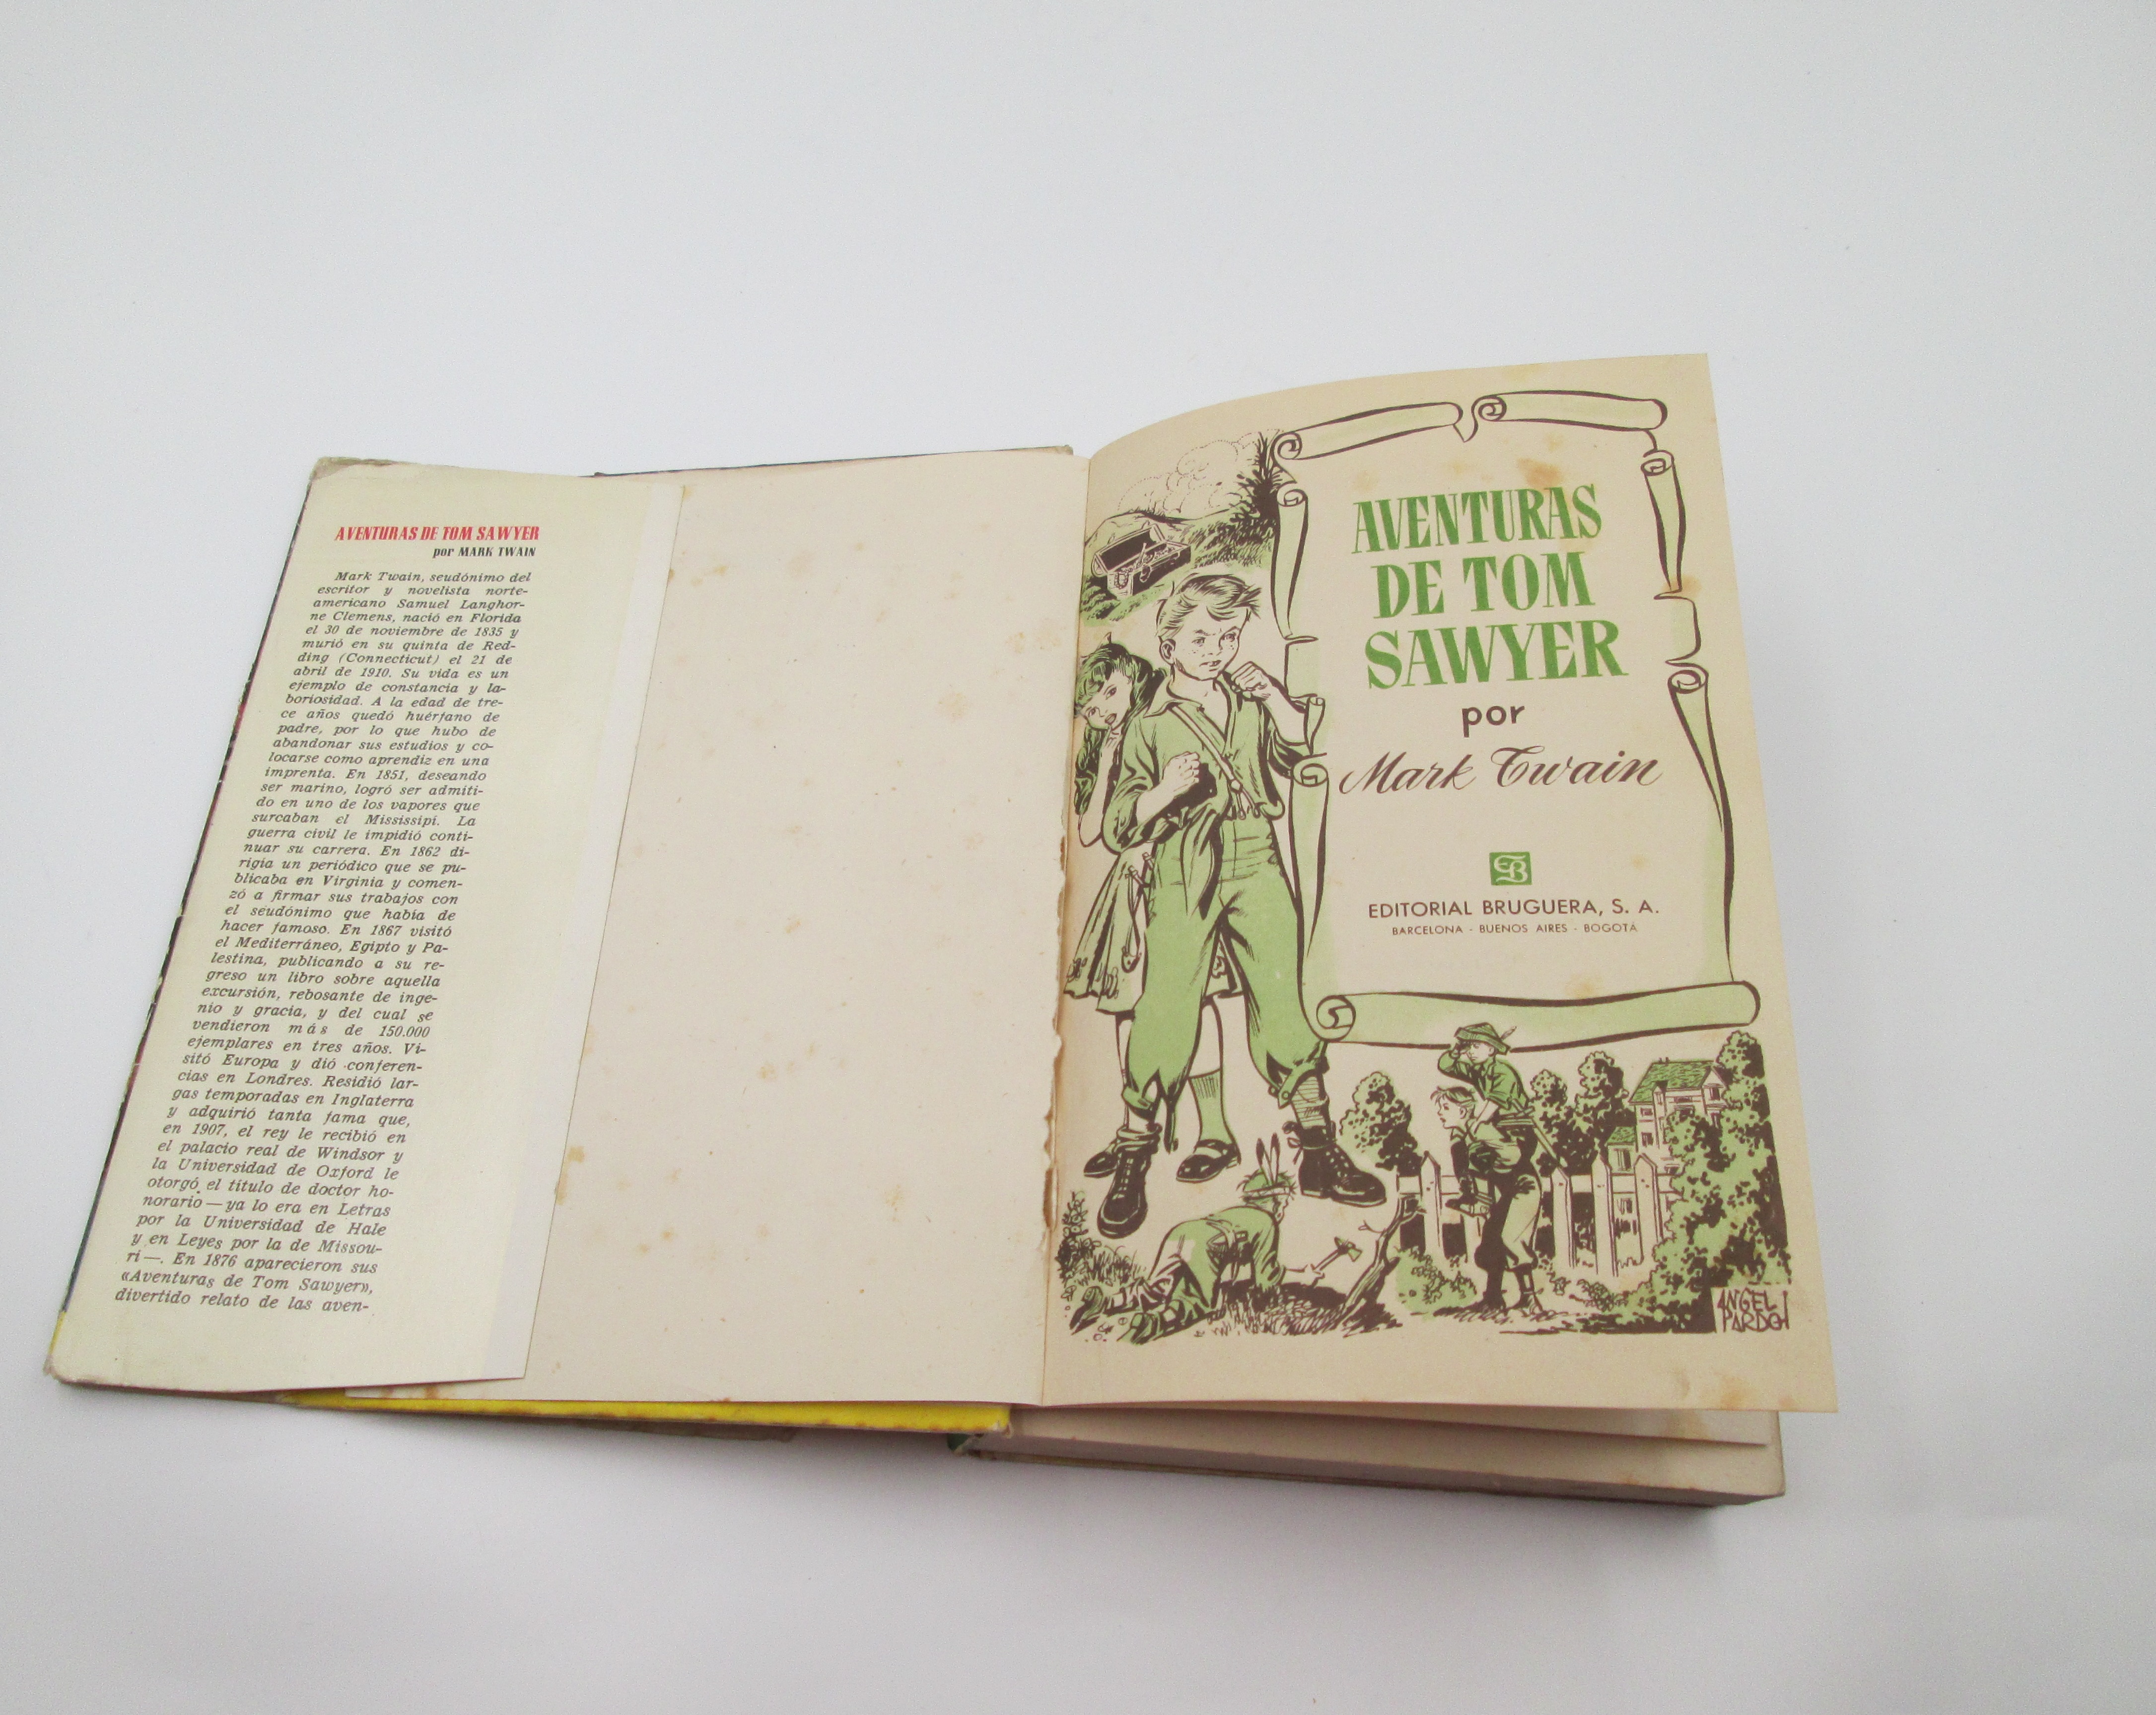 AVENTURAS DE TOM SAWYER
por MARK TWAIN
Mark Twain, seudónimo del
escritor y novelista norte-
americano Samuel Langhor-
ne Clemens, nació en Florida
el 30 de noviembre de 1835 y
murió en su quinta de Red-
ding (Connecticut) el 21 de
abril de 1910. Su vida es un
ejemplo de constancia y la-
boriosidad. A la edad de tre-
ce años quedó huérfano de
padre, por lo que hubo de
abandonar sus estudios y co-
locarse como aprendiz en una
imprenta. En 1851, deseando
ser marino, logró ser admiti-
do en uno de los vapores que
surcaban el Mississipí. La
guerra civil le impidió conti-
nuar su carrera. En 1862 di-
rigía un periódico que se pu-
blicaba en Virginia y comen-
zó a firmar sus trabajos con
el seudónimo que había de
hacer famoso. En 1867 visitó
el Mediterráneo, Egipto y Pa-
lestina, publicando a su re-
greso un libro sobre aquella
excursión, rebosante de inge-
nio y gracia, y del cual se
vendieron más de 150.000
ejemplares en tres años. Vi-
sitó Europa y dió conferen-
cias en Londres. Residió lar-
gas temporadas en Inglaterra
y adquirió tanta fama que,
en 1907, el rey le recibió en
el palacio real de Windsor y
la Universidad de Oxford le
otorgó el título de doctor ho-
norario — ya lo era en Letras
por la Universidad de Hale
y en Leyes por la de Missou-
ri —. En 1876 aparecieron sus
«Aventuras de Tom Sawyer»,
divertido relato de las aven-
AVENTURAS
DE TOM
SAWYER
por
Mark Twain
EB
EDITORIAL BRUGUERA, S. A.
BARCELONA - BUENOS AIRES - BOGOTÁ
ANGEL
PARDO